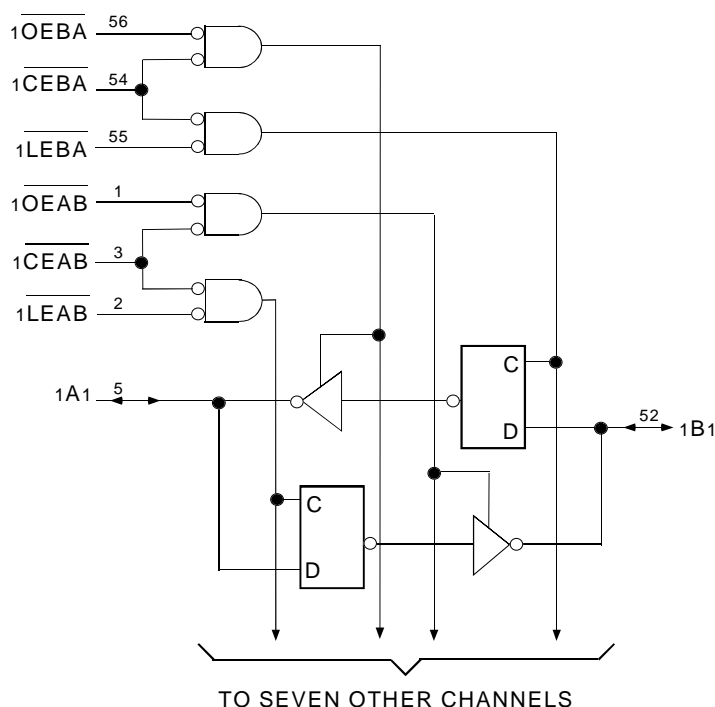 1OEBA 56
1CEBA 54
1LEBA 55
1OEAB 1
1CEAB 3
1LEAB 2
1A1 5
C
D
52 1B1
C
D
TO SEVEN OTHER CHANNELS